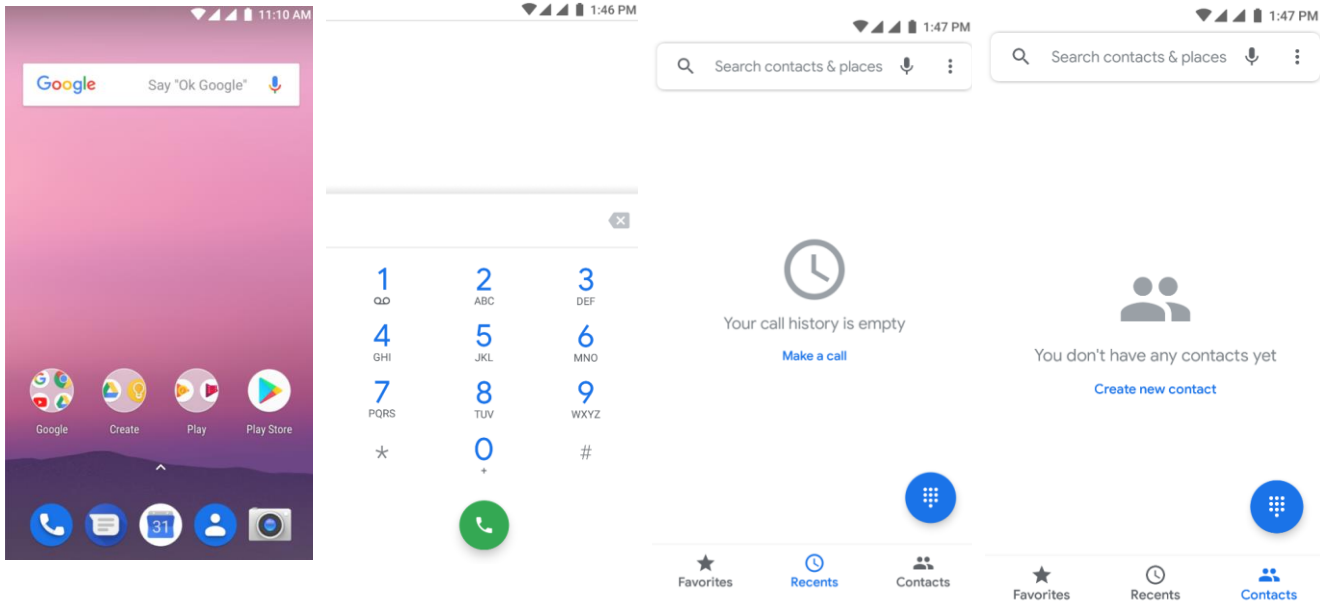 11:10 AM
Google Say "Ok Google"
Google Create Play Play Store
31
1:46 PM
1 2 3
ABC DEF
4 5 6
GHI JKL MNO
7 8 9
PQRS TUV WXYZ
* 0 #
+
1:47 PM
Search contacts & places
Your call history is empty
Make a call
Favorites Recents Contacts
1:47 PM
Search contacts & places
You don't have any contacts yet
Create new contact
Favorites Recents Contacts